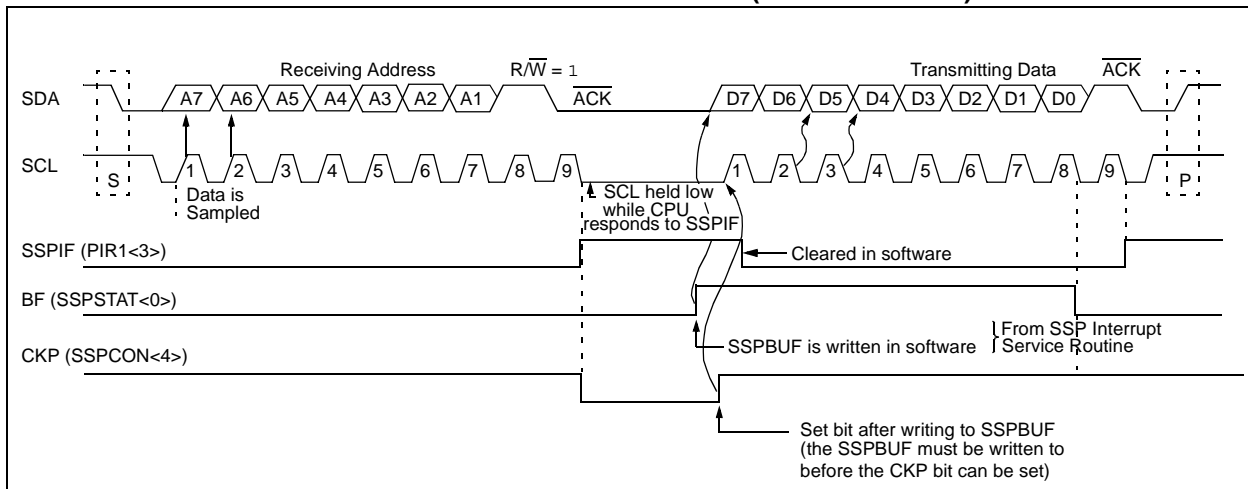 Receiving Address R/W̅ = 1 Transmitting Data A̅C̅K̅
SDA A7 A6 A5 A4 A3 A2 A1 A̅C̅K̅ D7 D6 D5 D4 D3 D2 D1 D0
SCL S 1 2 3 4 5 6 7 8 9 1 2 3 4 5 6 7 8 9 P
Data is
Sampled
SCL held low
while CPU
responds to SSPIF
SSPIF (PIR1<3>)
Cleared in software
BF (SSPSTAT<0>)
SSPBUF is written in software
From SSP Interrupt
Service Routine
CKP (SSPCON<4>)
Set bit after writing to SSPBUF
(the SSPBUF must be written to
before the CKP bit can be set)